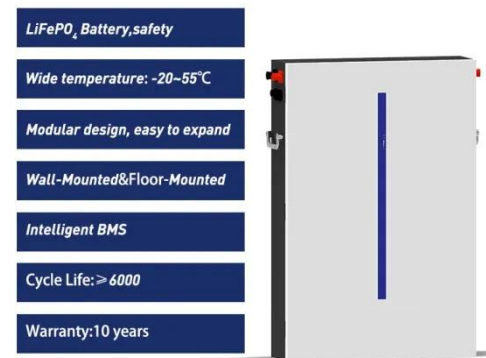 LiFePO₄ Battery,safety
Wide temperature: -20~55℃
Modular design, easy to expand
Wall-Mounted&Floor-Mounted
Intelligent BMS
Cycle Life:≥6000
Warranty:10 years